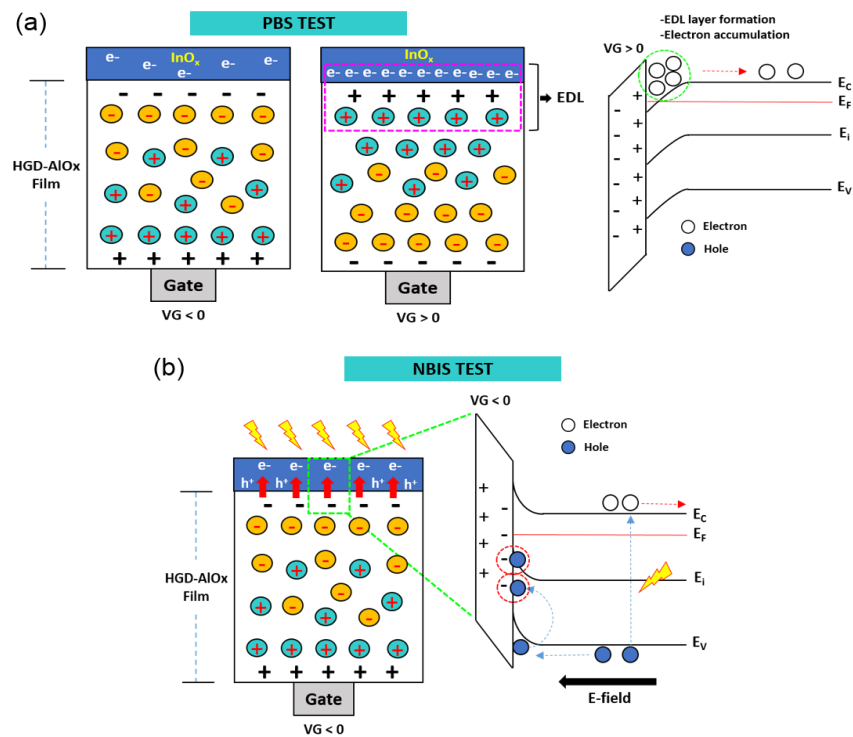 (a)
PBS TEST
-EDL layer formation
-Electron accumulation
VG > 0
InOx
e- e- e- e- e-
- - - - -
- - - - -
- + - +
- +
+ - + -
+ + + + +
+ + + + +
HGD-AlOx
Film
Gate
VG < 0
InOx
e- e- e- e- e- e- e- e- e-
+ + + + +
+ + + + +
EDL
+ + + +
+ - + + -
- - - -
- - - - -
- - - - -
Gate
VG > 0
+ + + + + +
- - - - - -
EC
EF
Ei
EV
Electron
Hole
(b)
NBIS TEST
VG < 0
e- e- e- e- e-
h+ h+ h+ h+
- - - - -
- - - - -
- + - + -
+ - - +
+ -
+ + + + +
+ + + + +
HGD-AlOx
Film
Gate
VG < 0
+ + + +
- - - -
Electron
Hole
EC
EF
Ei
EV
E-field